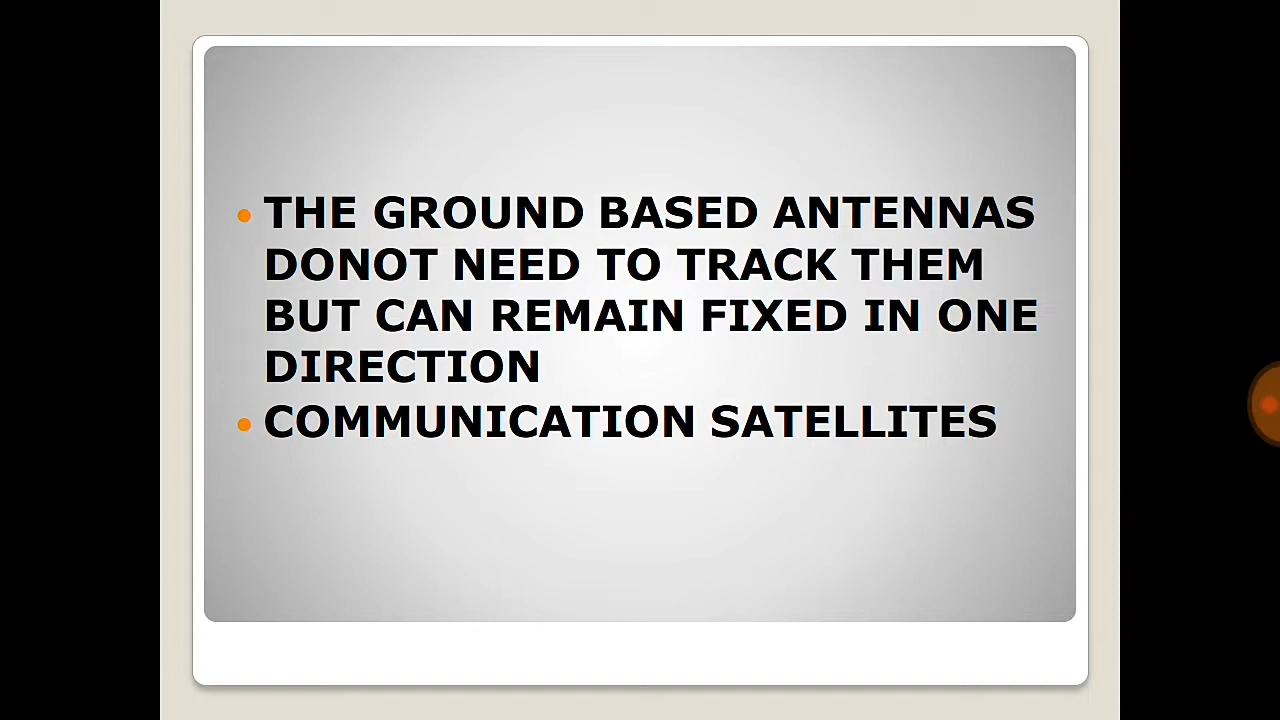 THE GROUND BASED ANTENNAS
DONOT NEED TO TRACK THEM
BUT CAN REMAIN FIXED IN ONE
DIRECTION
COMMUNICATION SATELLITES